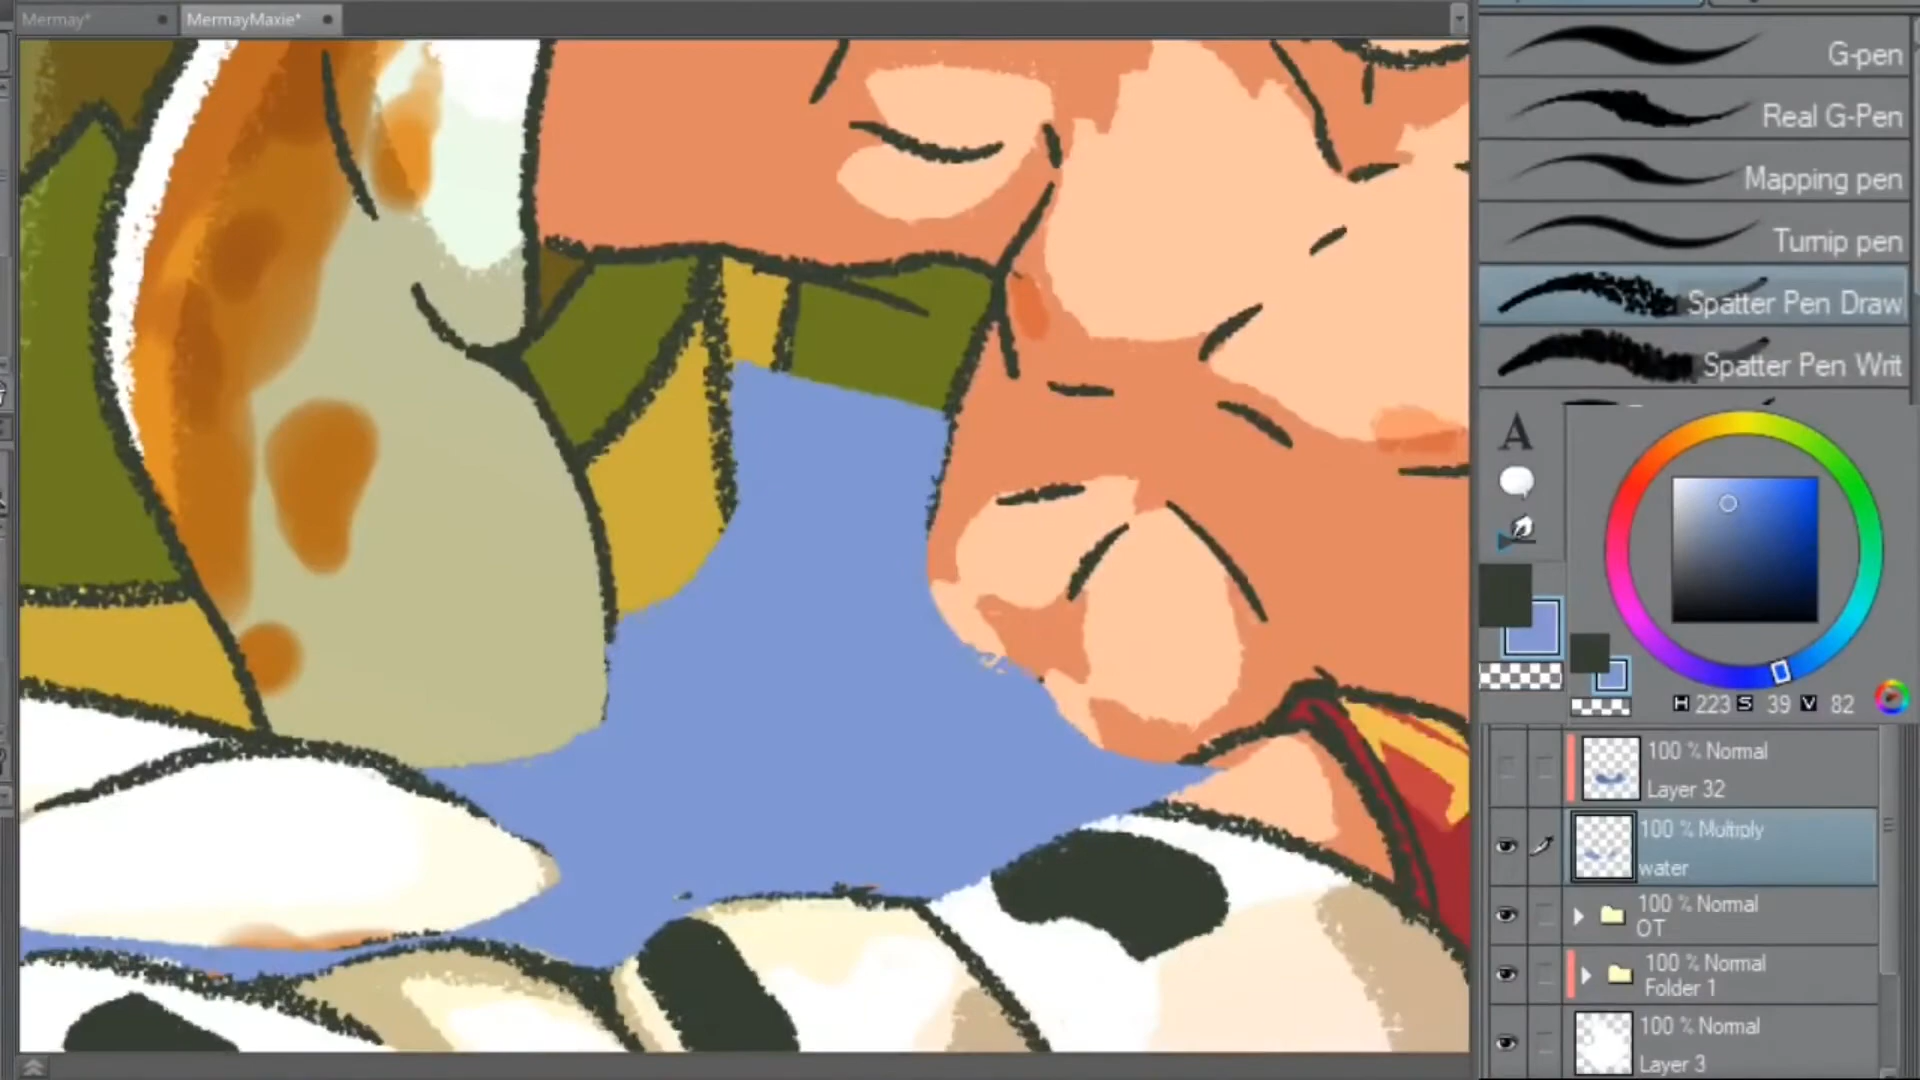 Mermay*
MermayMaxie*
G-pen
Real G-Pen
Mapping pen
Turnip pen
Spatter Pen Draw
Spatter Pen Writ
A
H 223 S 39 V 82
100 % Normal
Layer 32
100 % Multiply
water
100 % Normal
OT
100 % Normal
Folder 1
100 % Normal
Layer 3